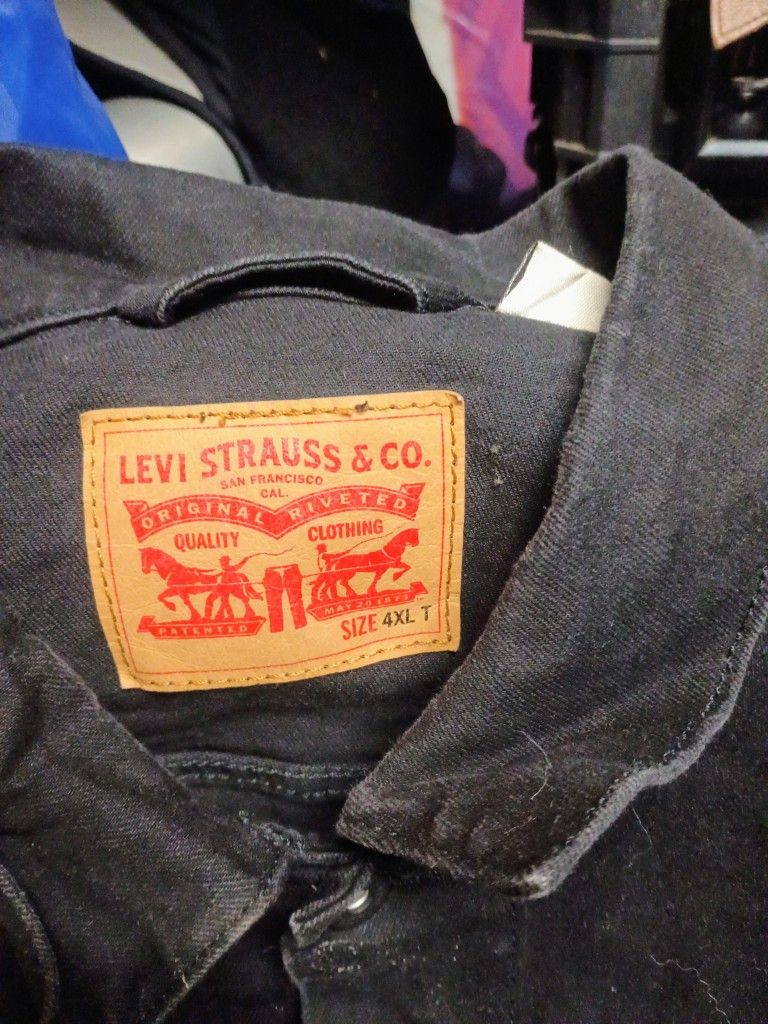 LEVI STRAUSS & CO.
SAN FRANCISCO
CAL.
ORIGINAL RIVETED
QUALITY CLOTHING
PATENTED MAY 20 1873
SIZE 4XL T